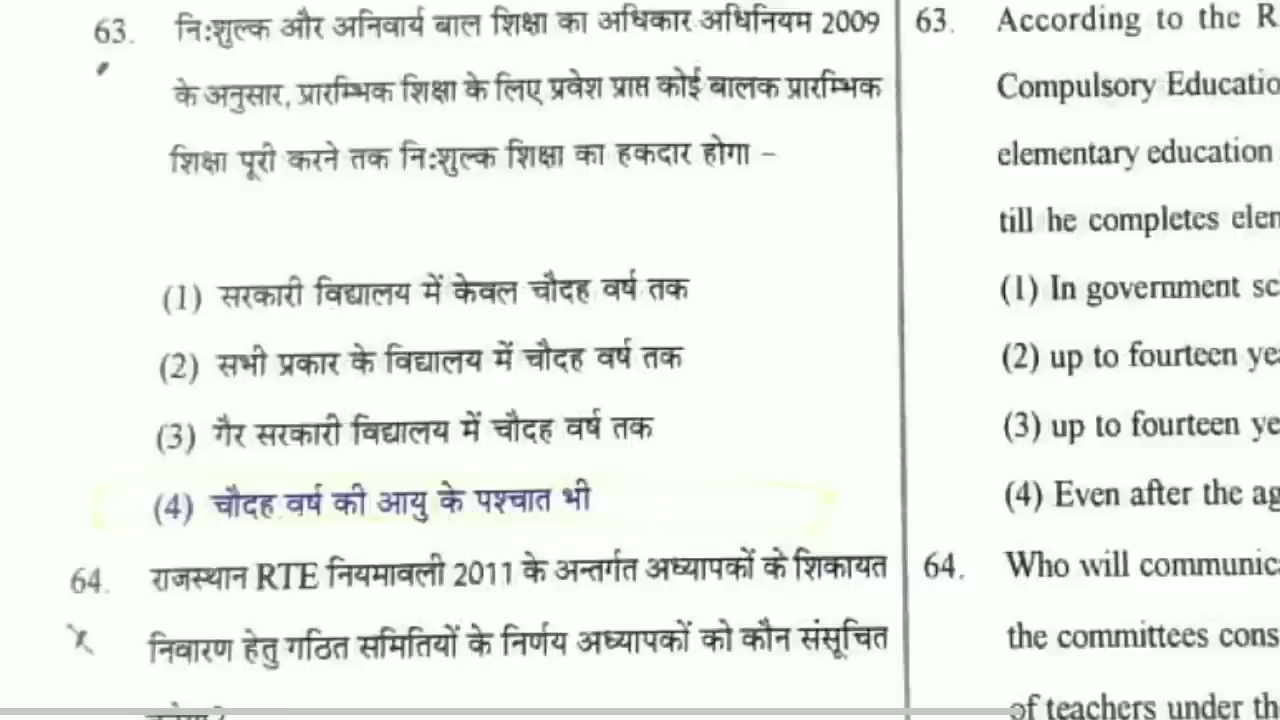 63. नि:शुल्क और अनिवार्य बाल शिक्षा का अधिकार अधिनियम 2009
के अनुसार, प्रारम्भिक शिक्षा के लिए प्रवेश प्राप्त कोई बालक प्रारम्भिक
शिक्षा पूरी करने तक नि:शुल्क शिक्षा का हकदार होगा –
(1) सरकारी विद्यालय में केवल चौदह वर्ष तक
(2) सभी प्रकार के विद्यालय में चौदह वर्ष तक
(3) गैर सरकारी विद्यालय में चौदह वर्ष तक
(4) चौदह वर्ष की आयु के पश्चात भी
64. राजस्थान RTE नियमावली 2011 के अन्तर्गत अध्यापकों के शिकायत
निवारण हेतु गठित समितियों के निर्णय अध्यापकों को कौन संसूचित
63. According to the R
Compulsory Educatio
elementary education
till he completes elem
(1) In government sc
(2) up to fourteen ye
(3) up to fourteen ye
(4) Even after the ag
64. Who will communic
the committees cons
of teachers under th